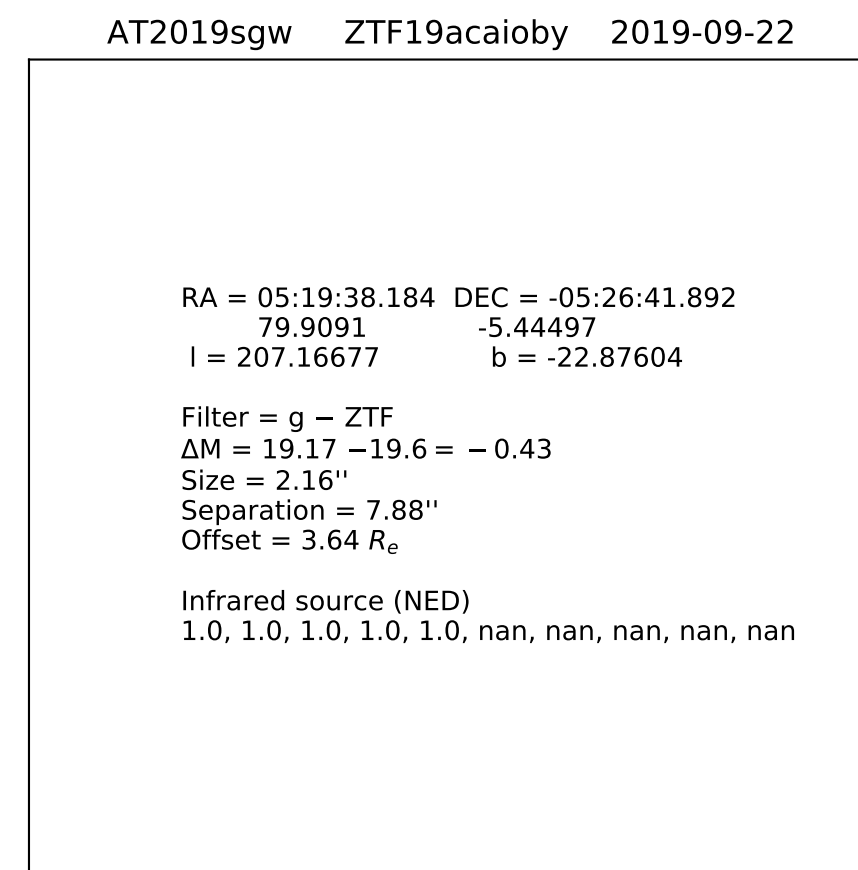 AT2019sgw ZTF19acaioby 2019-09-22
RA = 05:19:38.184 DEC = -05:26:41.892
79.9091 -5.44497
l = 207.16677 b = -22.87604
Filter = g − ZTF
ΔM = 19.17 −19.6 = − 0.43
Size = 2.16''
Separation = 7.88''
Offset = 3.64 Re
Infrared source (NED)
1.0, 1.0, 1.0, 1.0, 1.0, nan, nan, nan, nan, nan